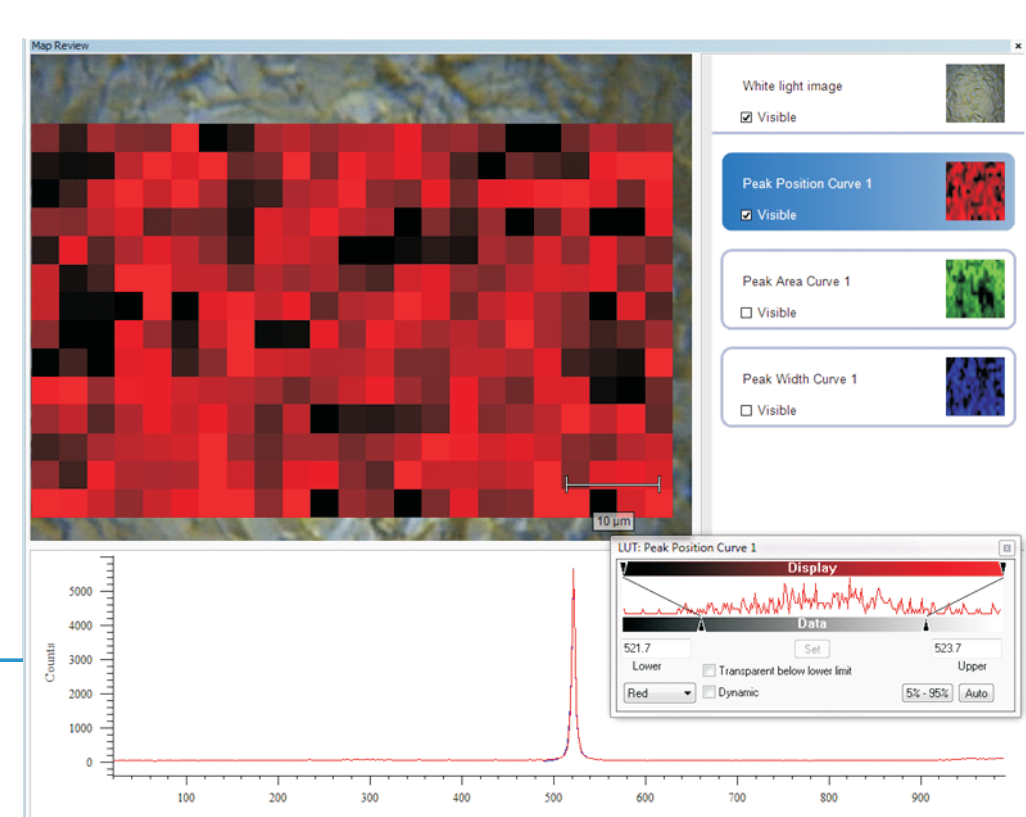 Map Review
White light image
Visible
Peak Position Curve 1
Visible
Peak Area Curve 1
Visible
Peak Width Curve 1
Visible
10 µm
LUT: Peak Position Curve 1
Display
Data
521.7
Set
523.7
Lower
Transparent below lower limit
Upper
Red
Dynamic
5% - 95%
Auto
Counts
5000
4000
3000
2000
1000
0
100 200 300 400 500 600 700 800 900